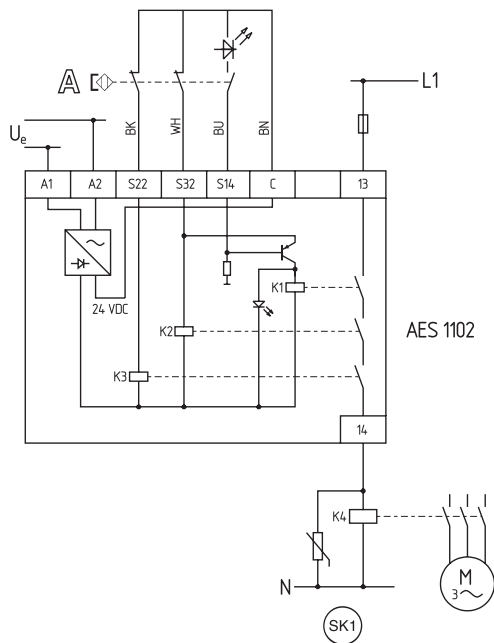 A
L1
BK
WH
BU
BN
Ue
A1 A2 S22 S32 S14 C 13
K1
24 VDC
K2
AES 1102
K3
14
K4
N
M
3
SK1